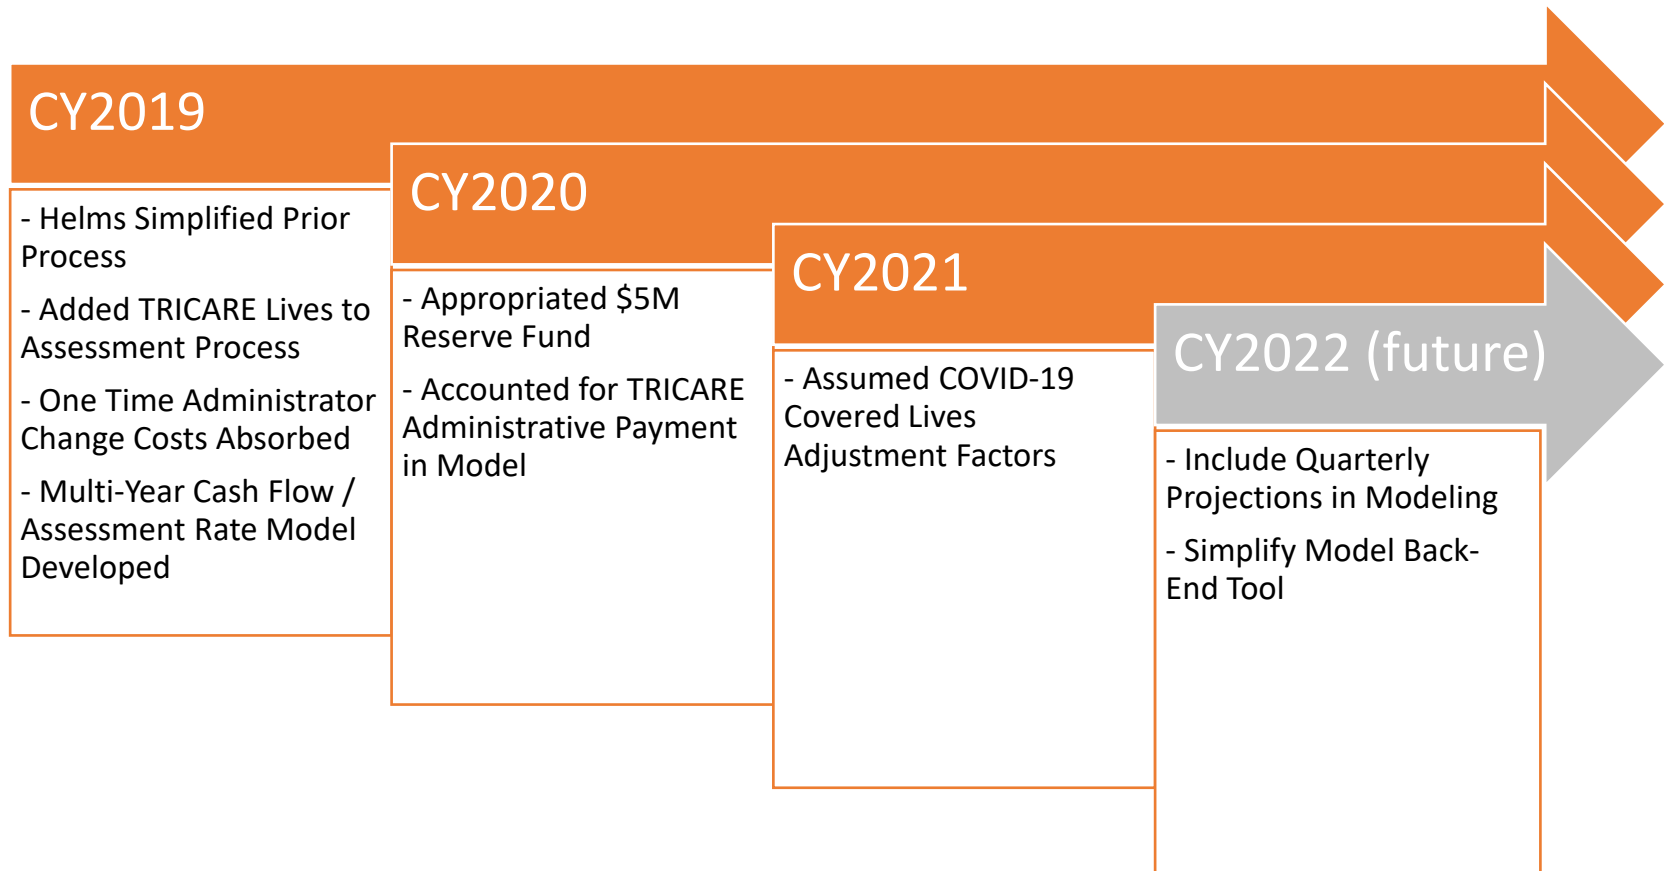 CY2019
- Helms Simplified Prior
Process
- Added TRICARE Lives to
Assessment Process
- One Time Administrator
Change Costs Absorbed
- Multi-Year Cash Flow /
Assessment Rate Model
Developed
CY2020
- Appropriated $5M
Reserve Fund
- Accounted for TRICARE
Administrative Payment
in Model
CY2021
- Assumed COVID-19
Covered Lives
Adjustment Factors
CY2022 (future)
- Include Quarterly
Projections in Modeling
- Simplify Model Back-
End Tool